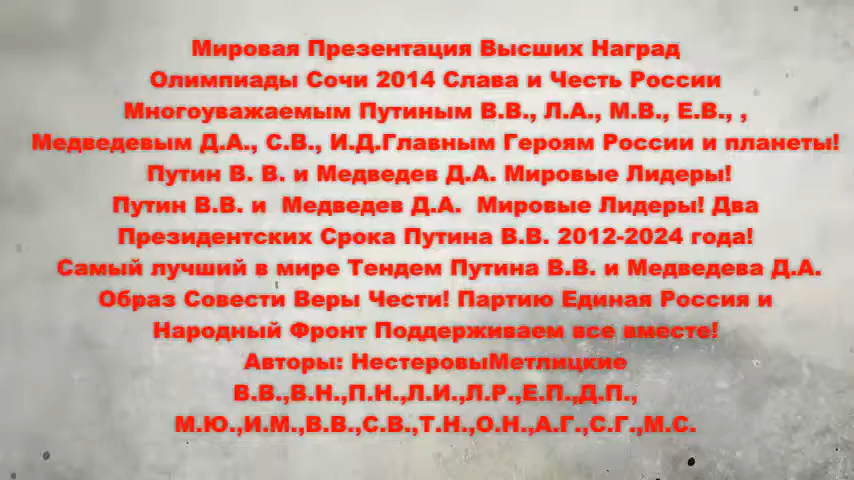 Мировая Презентация Высших Наград
Олимпиады Сочи 2014 Слава и Честь России
Многоуважаемым Путиным В.В., Л.А., М.В., Е.В., ,
Медведевым Д.А., С.В., И.Д.Главным Героям России и планеты!
Путин В. В. и Медведев Д.А. Мировые Лидеры!
Путин В.В. и  Медведев Д.А.  Мировые Лидеры! Два
Президентских Срока Путина В.В. 2012-2024 года!
Самый лучший в мире Тендем Путина В.В. и Медведева Д.А.
Образ Совести Веры Чести! Партию Единая Россия и
Народный Фронт Поддерживаем все вместе!
Авторы: НестеровыМетлицкие
В.В.,В.Н.,П.Н.,Л.И.,Л.Р.,Е.П.,Д.П.,
М.Ю.,И.М.,В.В.,С.В.,Т.Н.,О.Н.,А.Г.,С.Г.,М.С.